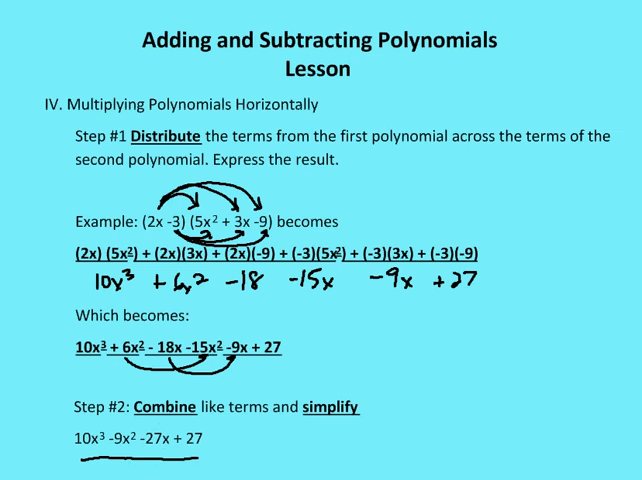 Adding and Subtracting Polynomials
Lesson
IV. Multiplying Polynomials Horizontally
Step #1 Distribute the terms from the first polynomial across the terms of the
second polynomial. Express the result.
Example: (2x -3) (5x² + 3x -9) becomes
(2x) (5x²) + (2x)(3x) + (2x)(-9) + (-3)(5x²) + (-3)(3x) + (-3)(-9)
10x³ + 6x² -18 -15x -9x +27
Which becomes:
10x³ + 6x² - 18x -15x² -9x + 27
Step #2: Combine like terms and simplify
10x³ -9x² -27x + 27